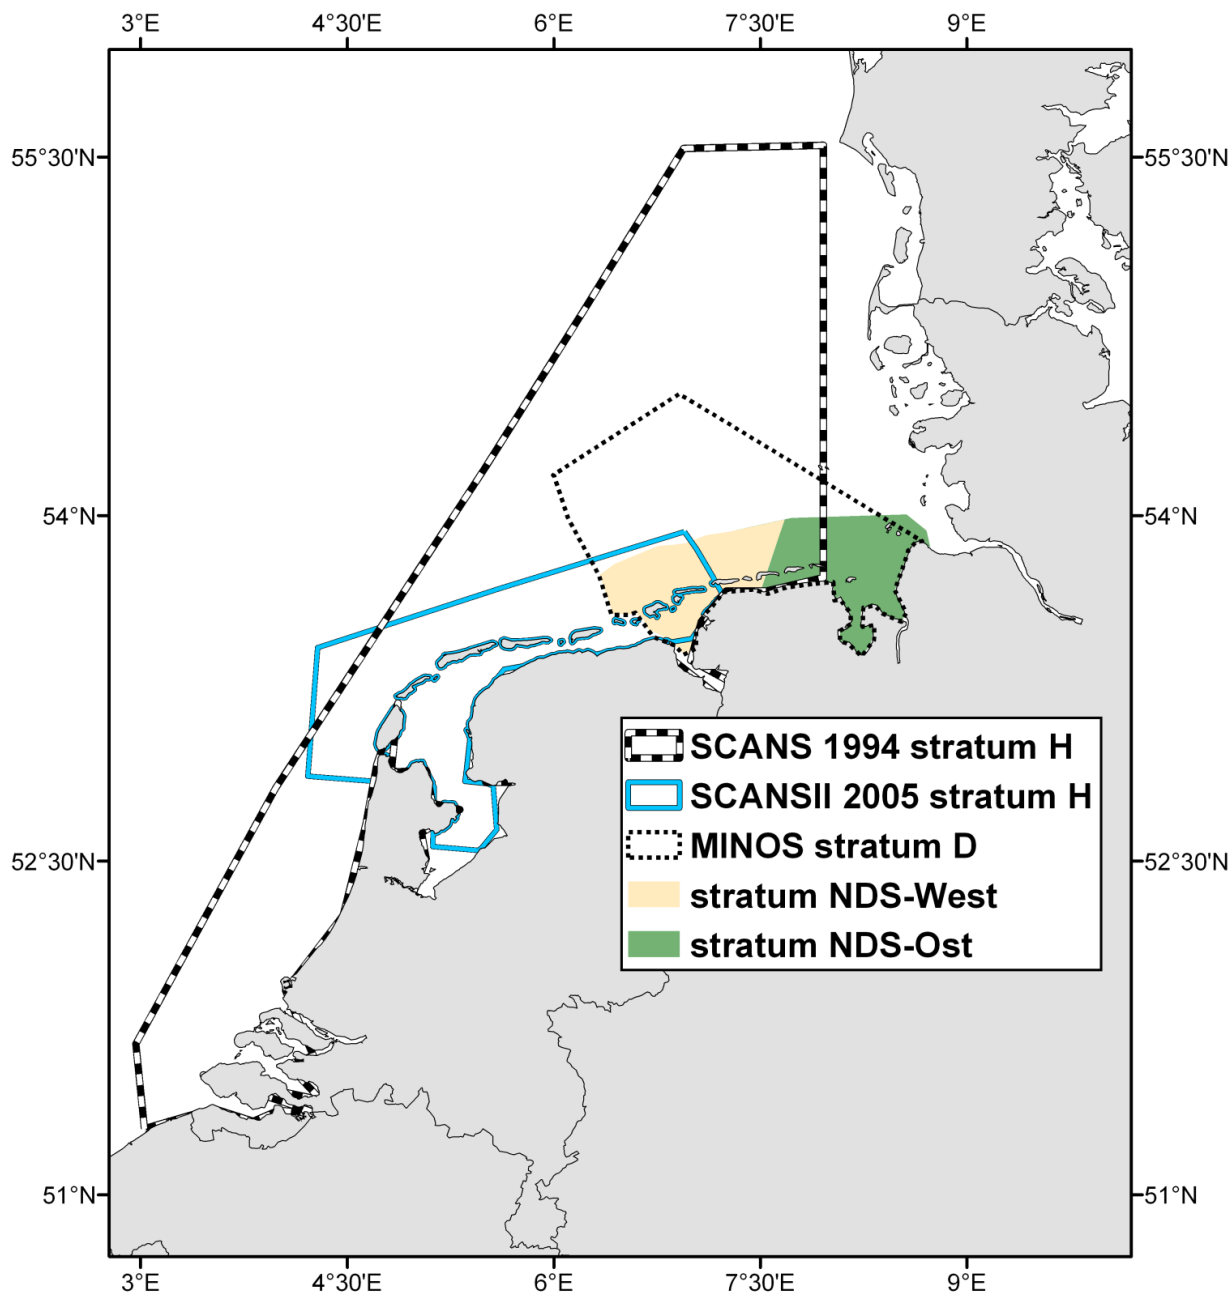 3°E 4°30'E 6°E 7°30'E 9°E
55°30'N 55°30'N
54°N 54°N
SCANS 1994 stratum H
SCANSII 2005 stratum H
MINOS stratum D
52°30'N 52°30'N
stratum NDS-West
stratum NDS-Ost
51°N 51°N
3°E 4°30'E 6°E 7°30'E 9°E